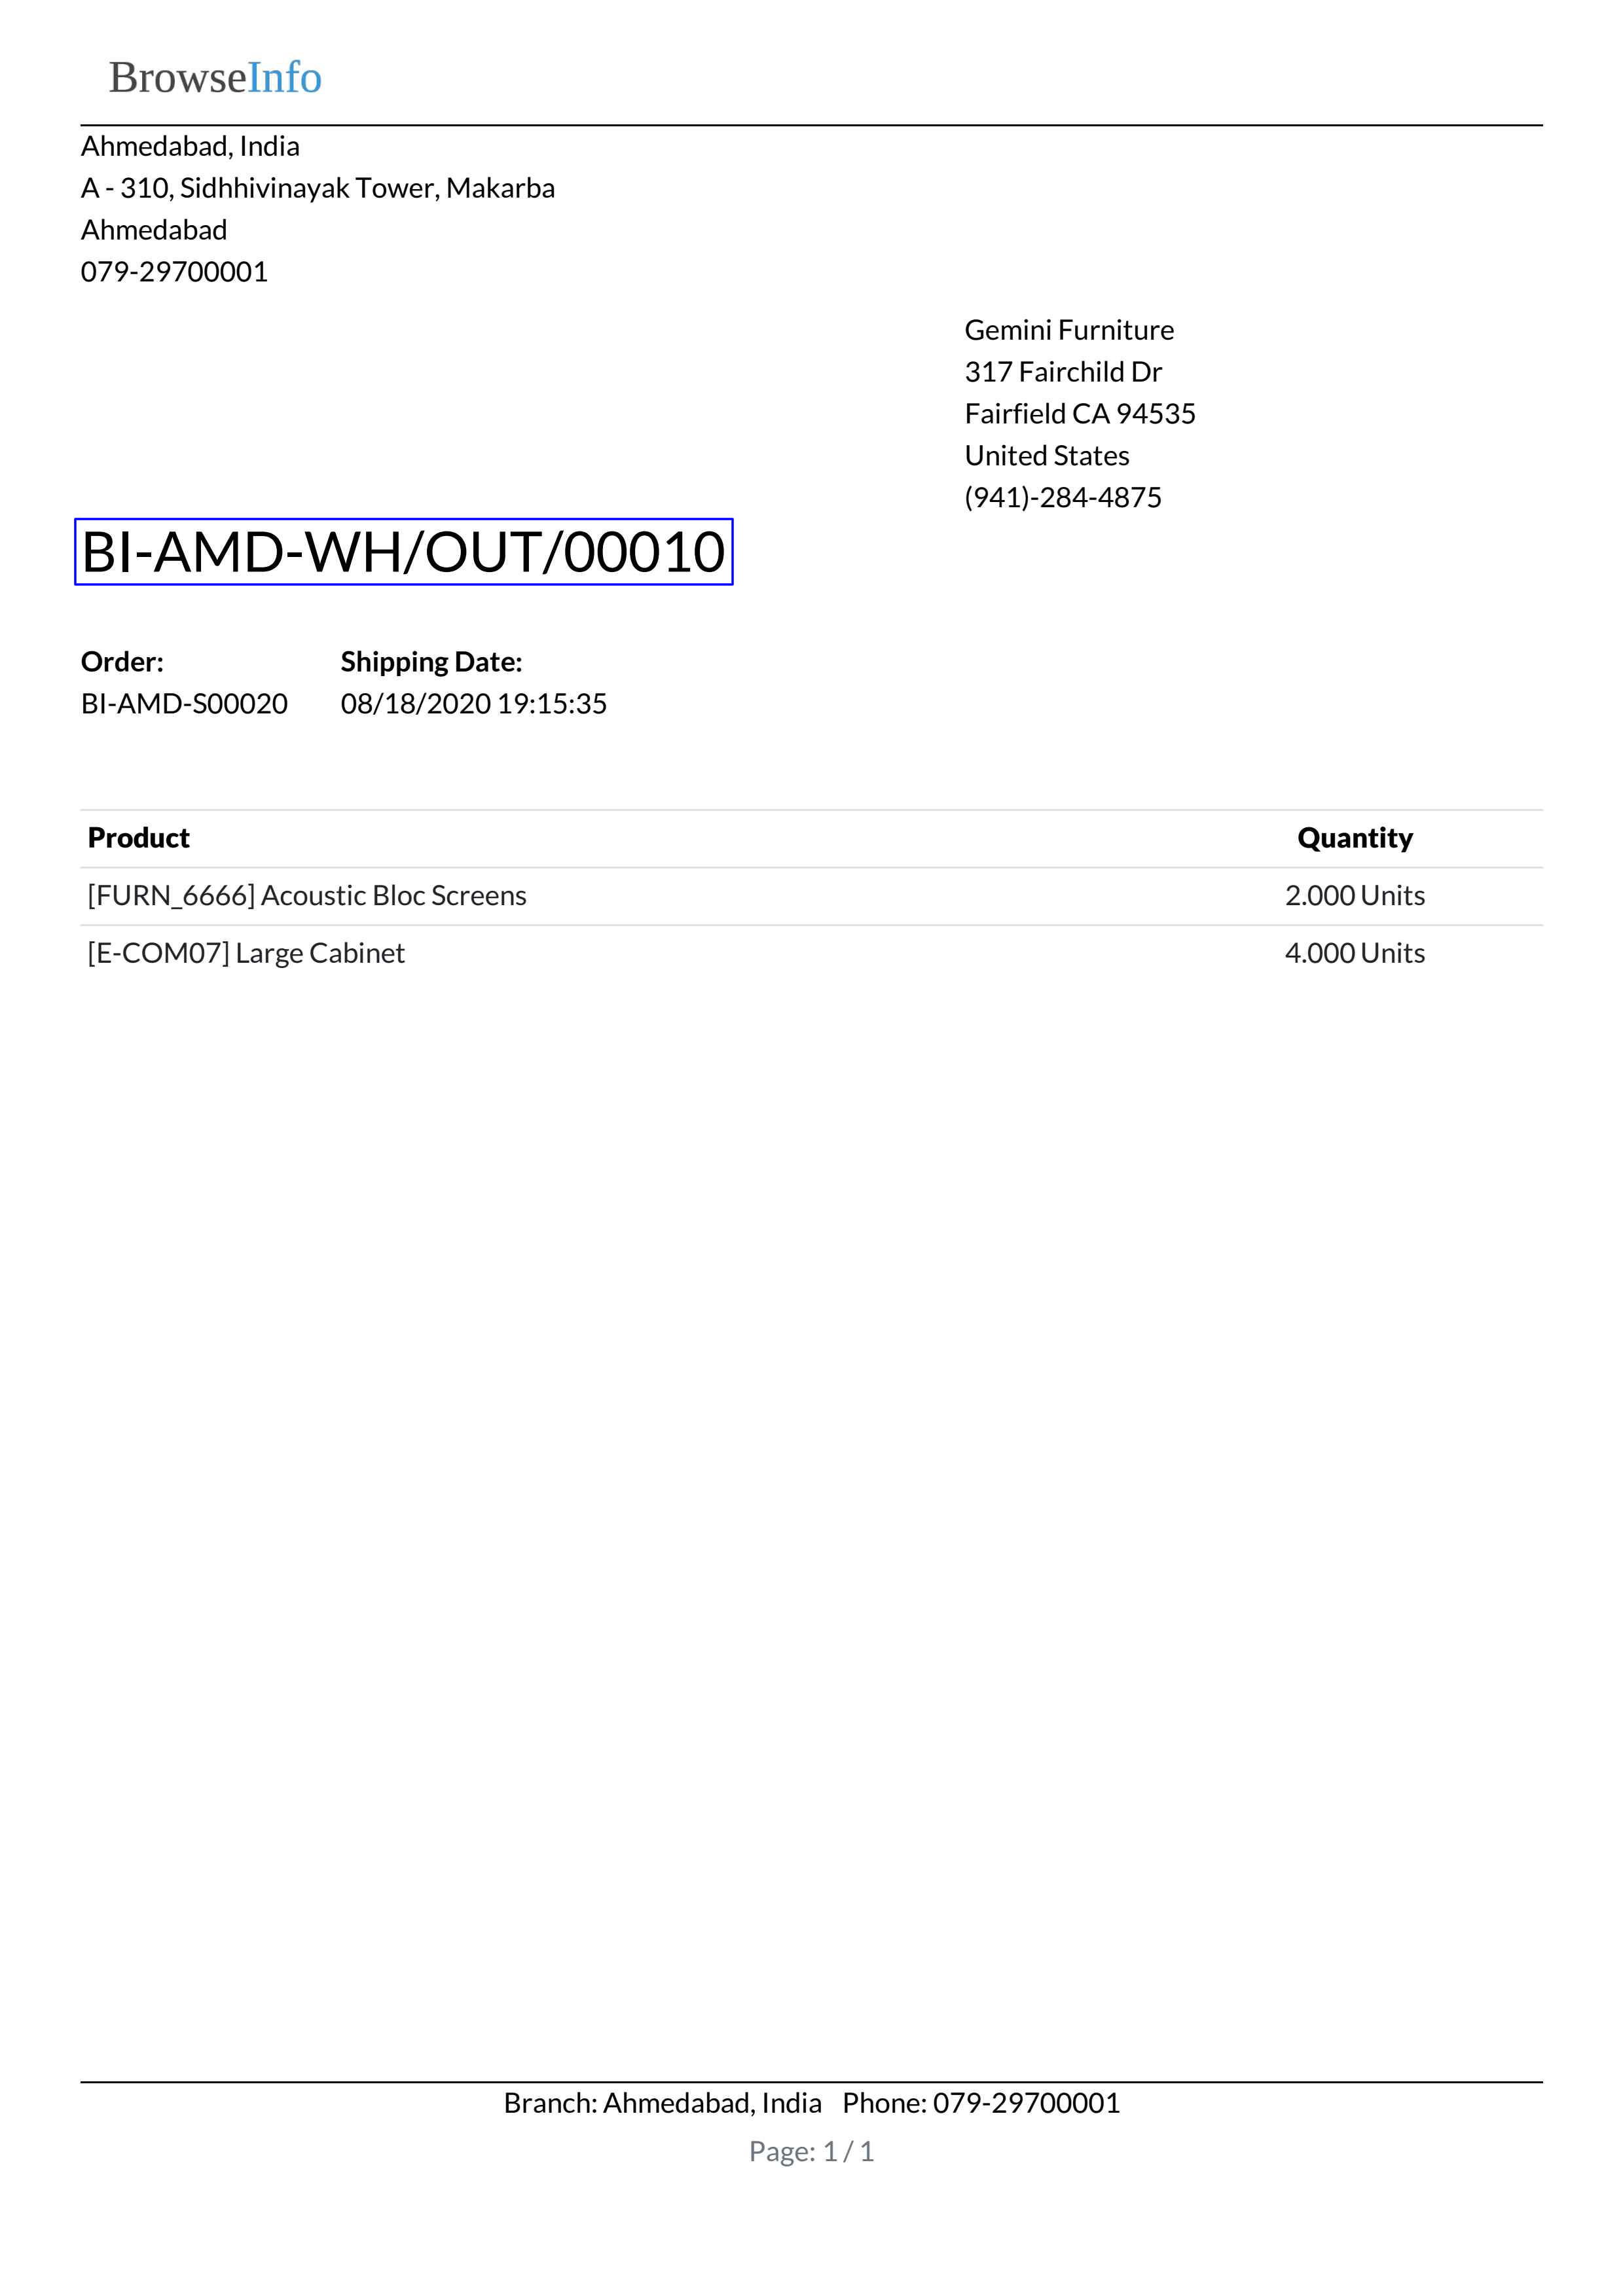 BrowseInfo
Ahmedabad, India
A - 310, Sidhhivinayak Tower, Makarba
Ahmedabad
079-29700001
Gemini Furniture
317 Fairchild Dr
Fairfield CA 94535
United States
(941)-284-4875
BI-AMD-WH/OUT/00010
Order: Shipping Date:
BI-AMD-S00020 08/18/2020 19:15:35
Product Quantity
[FURN_6666] Acoustic Bloc Screens 2.000 Units
[E-COM07] Large Cabinet 4.000 Units
Branch: Ahmedabad, India Phone: 079-29700001
Page: 1 / 1